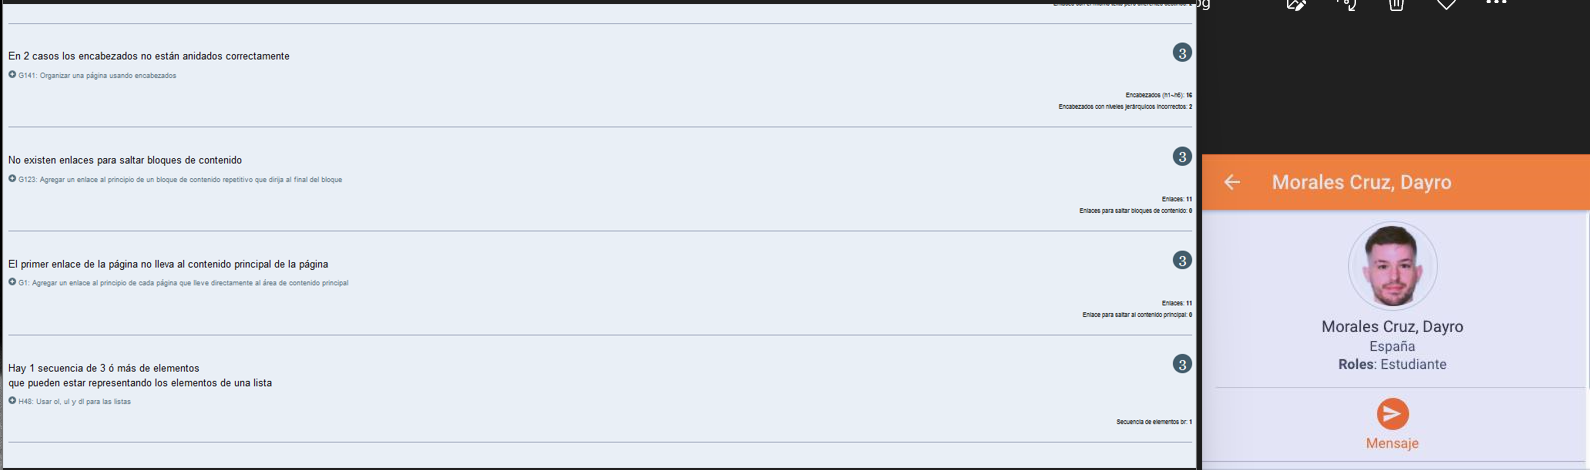 En 2 casos los encabezados no están anidados correctamente
3
G141: Organizar una página usando encabezados
Encabezados (h1~h6): 16
Encabezados con niveles jerárquicos incorrectos: 2
No existen enlaces para saltar bloques de contenido
3
G123: Agregar un enlace al principio de un bloque de contenido repetitivo que dirija al final del bloque
Enlaces: 11
Enlaces para saltar bloques de contenido: 0
El primer enlace de la página no lleva al contenido principal de la página
3
G1: Agregar un enlace al principio de cada página que lleve directamente al área de contenido principal
Enlaces: 11
Enlace para saltar al contenido principal: 0
Hay 1 secuencia de 3 ó más de elementos
3
que pueden estar representando los elementos de una lista
H48: Usar ol, ul y dl para las listas
Secuencia de elementos br: 1
Morales Cruz, Dayro
Morales Cruz, Dayro
España
Roles: Estudiante
Mensaje